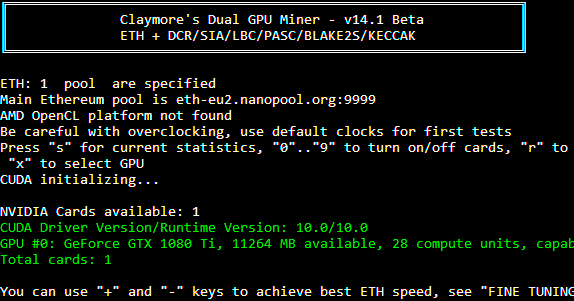 Claymore's Dual GPU Miner - v14.1 Beta
ETH + DCR/SIA/LBC/PASC/BLAKE2S/KECCAK
ETH: 1 pool are specified
Main Ethereum pool is eth-eu2.nanopool.org:9999
AMD OpenCL platform not found
Be careful with overclocking, use default clocks for first tests
Press "s" for current statistics, "0".."9" to turn on/off cards, "r" to
"x" to select GPU
CUDA initializing...
NVIDIA Cards available: 1
CUDA Driver Version/Runtime Version: 10.0/10.0
GPU #0: GeForce GTX 1080 Ti, 11264 MB available, 28 compute units, capab
Total cards: 1
You can use "+" and "-" keys to achieve best ETH speed, see "FINE TUNING